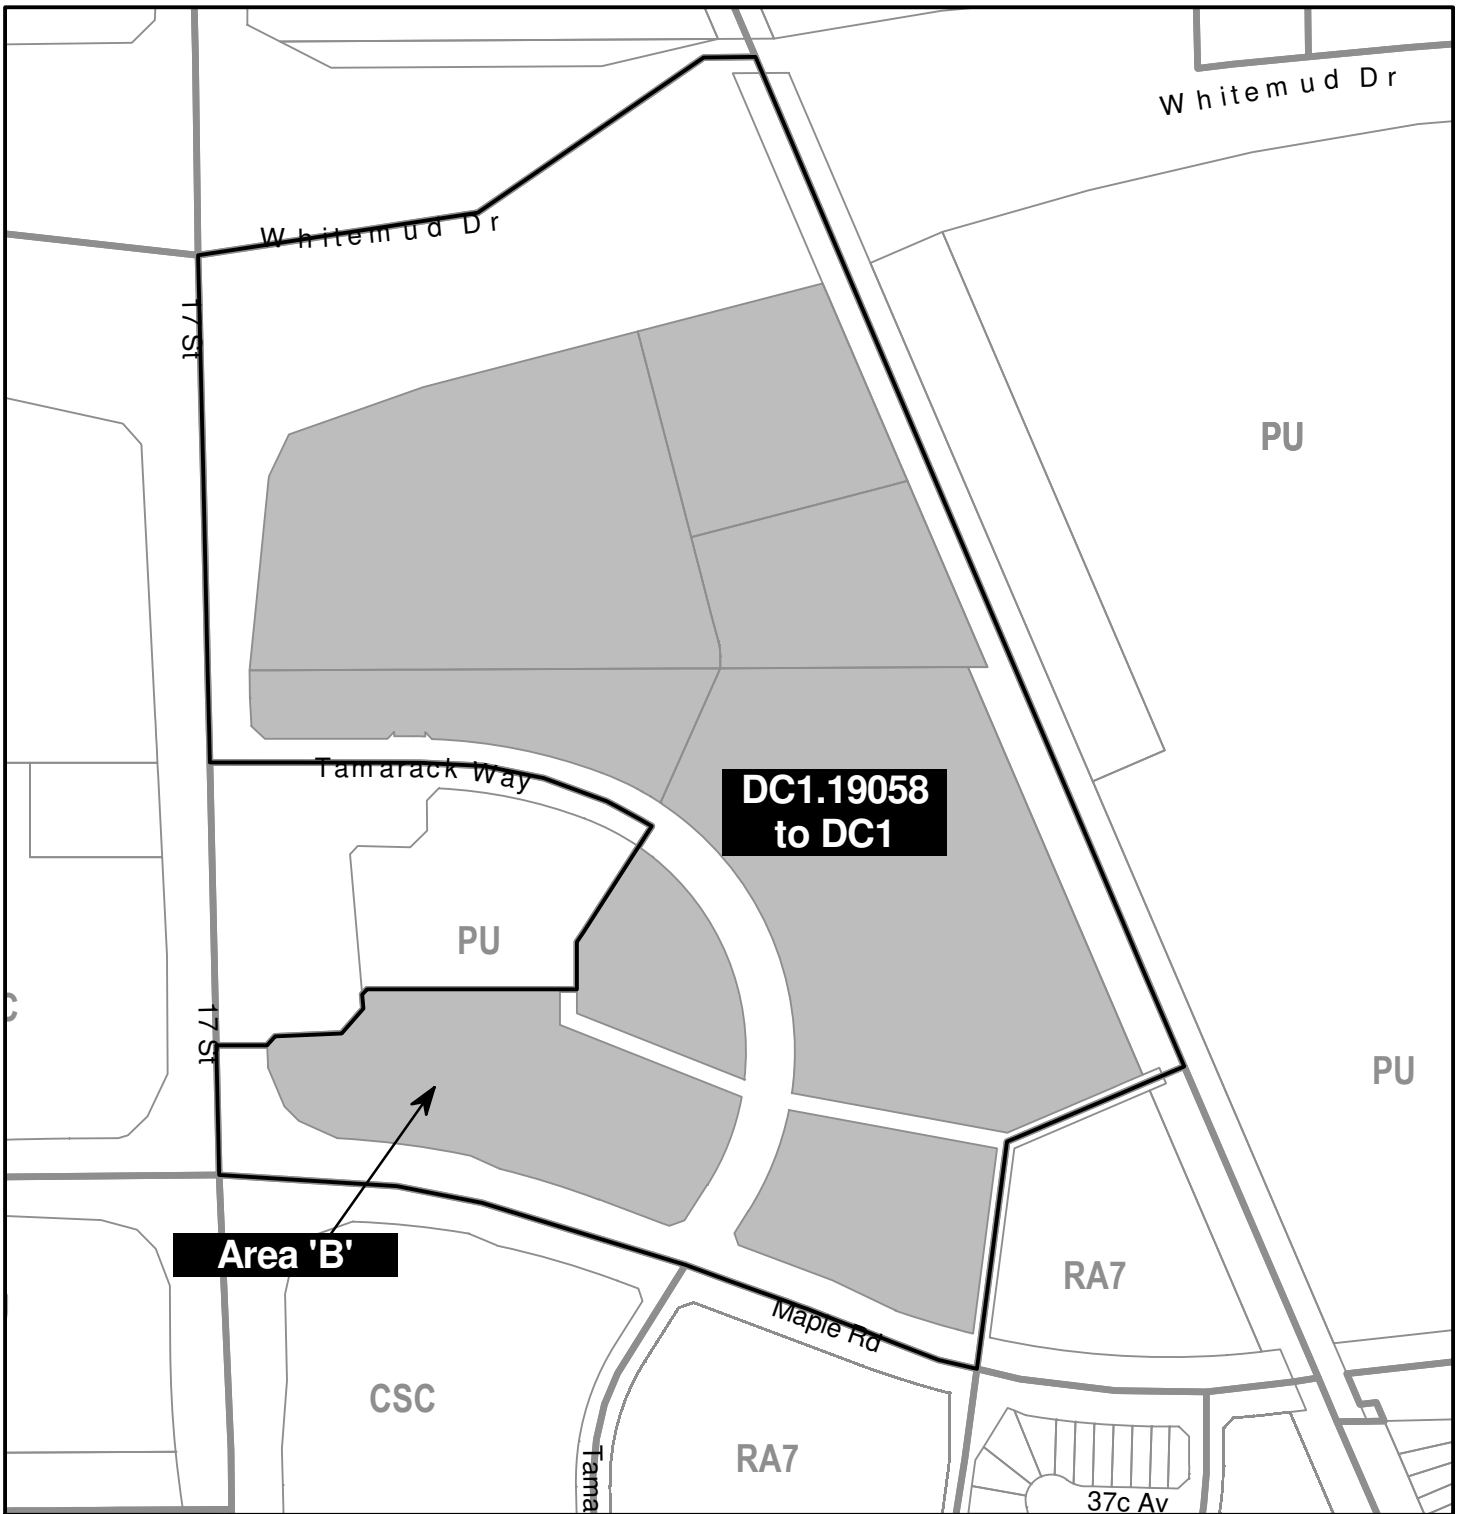 Whitemud Dr
Whitemud Dr
17 St
PU
Tamarack Way
DC1.19058
to DC1
PU
C
17 St
PU
Area 'B'
RA7
Maple Rd
CSC
RA7
Tama
37c Av